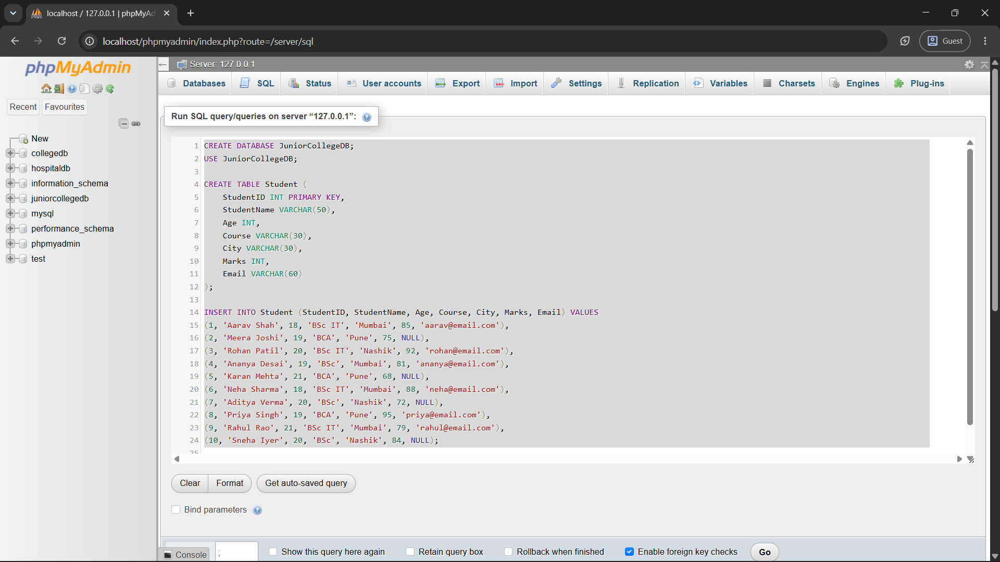 localhost / 127.0.0.1 | phpMyAd
localhost/phpmyadmin/index.php?route=/server/sql
Guest
phpMyAdmin
Recent
Favourites
New
collegedb
hospitaldb
information_schema
juniorcollegedb
mysql
performance_schema
phpmyadmin
test
Server: 127.0.0.1
Databases
SQL
Status
User accounts
Export
Import
Settings
Replication
Variables
Charsets
Engines
Plug-ins
Run SQL query/queries on server “127.0.0.1”:
1 CREATE DATABASE JuniorCollegeDB;
2 USE JuniorCollegeDB;
3
4 CREATE TABLE Student (
5     StudentID INT PRIMARY KEY,
6     StudentName VARCHAR(50),
7     Age INT,
8     Course VARCHAR(30),
9     City VARCHAR(30),
10     Marks INT,
11     Email VARCHAR(60)
12 );
13
14 INSERT INTO Student (StudentID, StudentName, Age, Course, City, Marks, Email) VALUES
15 (1, 'Aarav Shah', 18, 'BSc IT', 'Mumbai', 85, 'aarav@email.com'),
16 (2, 'Meera Joshi', 19, 'BCA', 'Pune', 75, NULL),
17 (3, 'Rohan Patil', 20, 'BSc IT', 'Nashik', 92, 'rohan@email.com'),
18 (4, 'Ananya Desai', 19, 'BSc', 'Mumbai', 81, 'ananya@email.com'),
19 (5, 'Karan Mehta', 21, 'BCA', 'Pune', 68, NULL),
20 (6, 'Neha Sharma', 18, 'BSc IT', 'Mumbai', 88, 'neha@email.com'),
21 (7, 'Aditya Verma', 20, 'BSc', 'Nashik', 72, NULL),
22 (8, 'Priya Singh', 19, 'BCA', 'Pune', 95, 'priya@email.com'),
23 (9, 'Rahul Rao', 21, 'BSc IT', 'Mumbai', 79, 'rahul@email.com'),
24 (10, 'Sneha Iyer', 20, 'BSc', 'Nashik', 84, NULL);
25
Clear
Format
Get auto-saved query
Bind parameters
Console
;
Show this query here again
Retain query box
Rollback when finished
Enable foreign key checks
Go